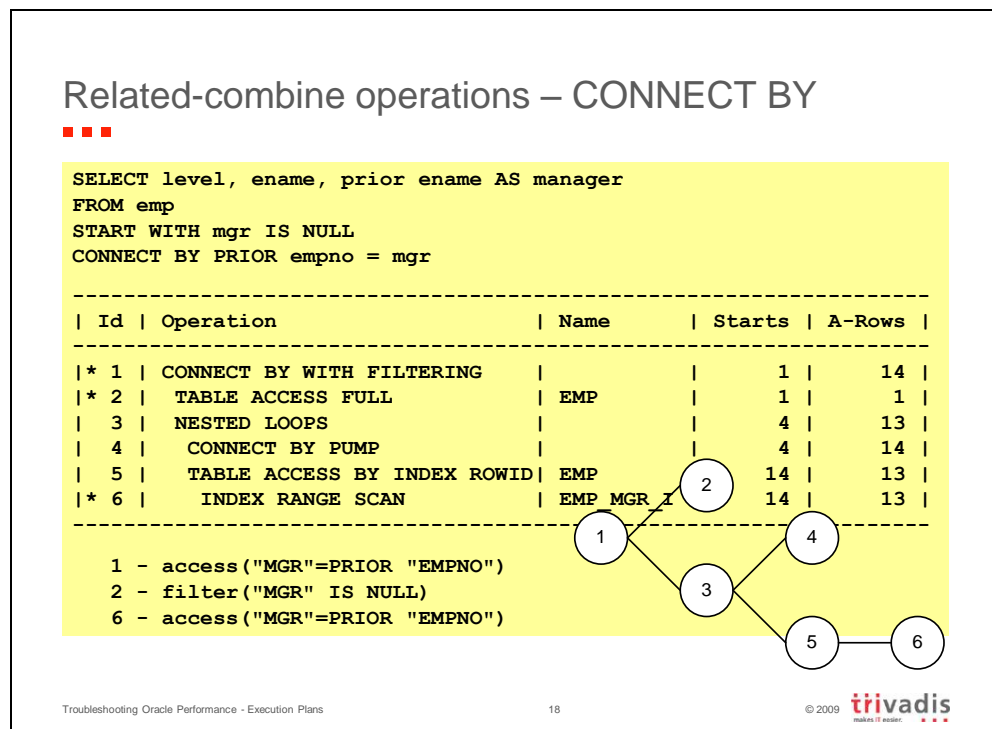 Related-combine operations – CONNECT BY
SELECT level, ename, prior ename AS manager
FROM emp
START WITH mgr IS NULL
CONNECT BY PRIOR empno = mgr
-------------------------------------------------------------------
| Id | Operation | Name | Starts | A-Rows |
-------------------------------------------------------------------
|* 1 | CONNECT BY WITH FILTERING | | 1 | 14 |
|* 2 | TABLE ACCESS FULL | EMP | 1 | 1 |
| 3 | NESTED LOOPS | | 4 | 13 |
| 4 | CONNECT BY PUMP | | 4 | 14 |
| 5 | TABLE ACCESS BY INDEX ROWID| EMP | 14 | 13 |
|* 6 | INDEX RANGE SCAN | EMP_MGR_I | 14 | 13 |
-------------------------------------------------------------------
1 - access("MGR"=PRIOR "EMPNO")
2 - filter("MGR" IS NULL)
6 - access("MGR"=PRIOR "EMPNO")
2
1
4
3
5
6
Troubleshooting Oracle Performance - Execution Plans
18
© 2009
trivadis
makes IT easier.